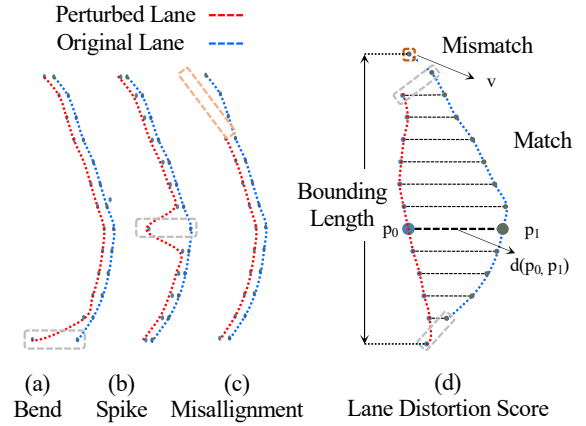 Perturbed Lane
Original Lane
Mismatch
v
Match
Bounding
Length
p0
p1
d(p0, p1)
(a)
Bend
(b)
Spike
(c)
Misallignment
(d)
Lane Distortion Score